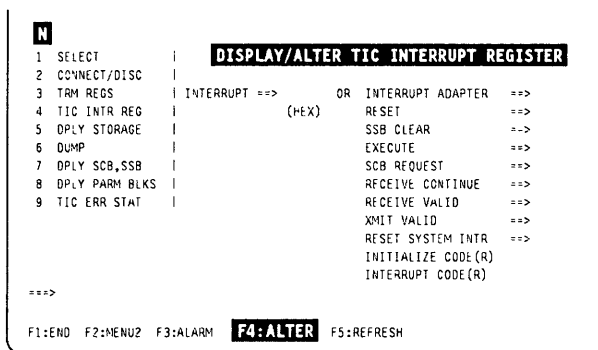 N
1 SELECT | DISPLAY/ALTER TIC INTERRUPT REGISTER
2 CONNECT/DISC |
3 TRM REGS | INTERRUPT ==> OR INTERRUPT ADAPTER ==>
4 TIC INTR REG | (HEX) RESET ==>
5 DPLY STORAGE | SSB CLEAR -->
6 DUMP | EXECUTE ==>
7 DPLY SCB,SSB | SCB REQUEST ==>
8 DPLY PARM BLKS | RECEIVE CONTINUE ==>
9 TIC ERR STAT | RECEIVE VALID ==>
XMIT VALID ==>
RESET SYSTEM INTR ==>
INITIALIZE CODE(R)
INTERRUPT CODE(R)
===>
F1:END F2:MENU2 F3:ALARM F4:ALTER F5:REFRESH